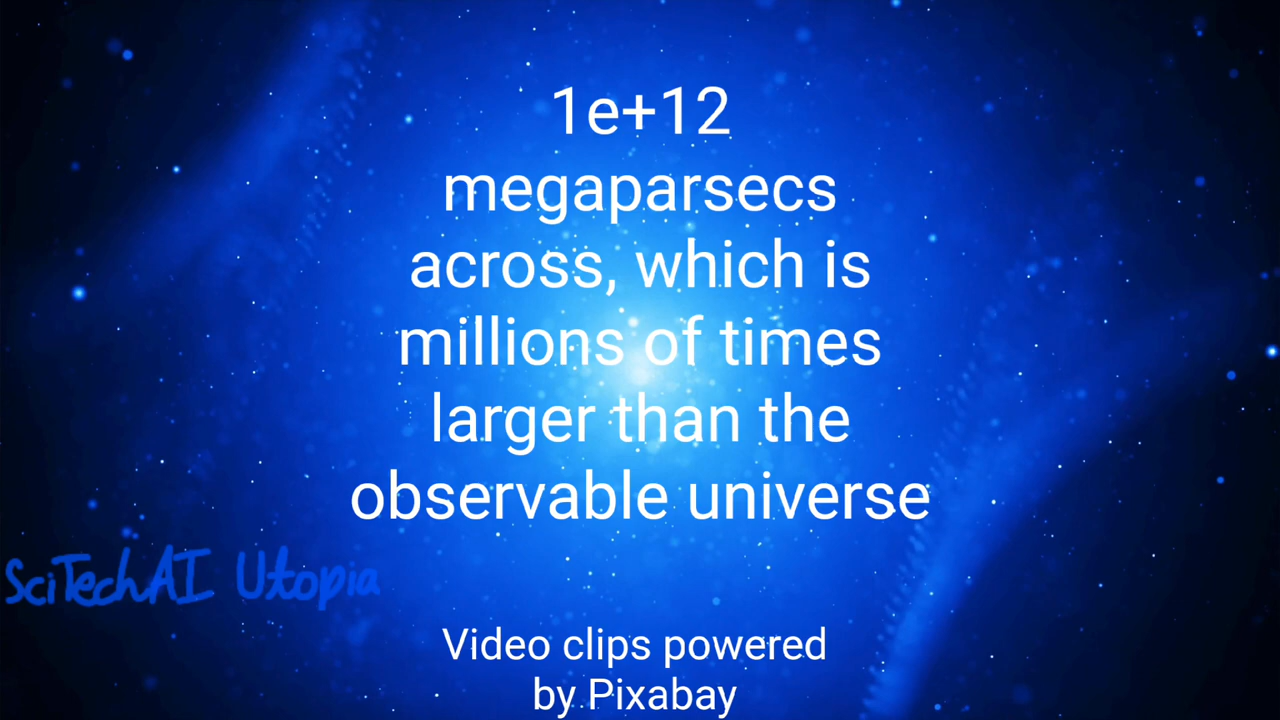 1e+12
megaparsecs
across, which is
millions of times
larger than the
observable universe
SciTechAI Utopia
Video clips powered
by Pixabay